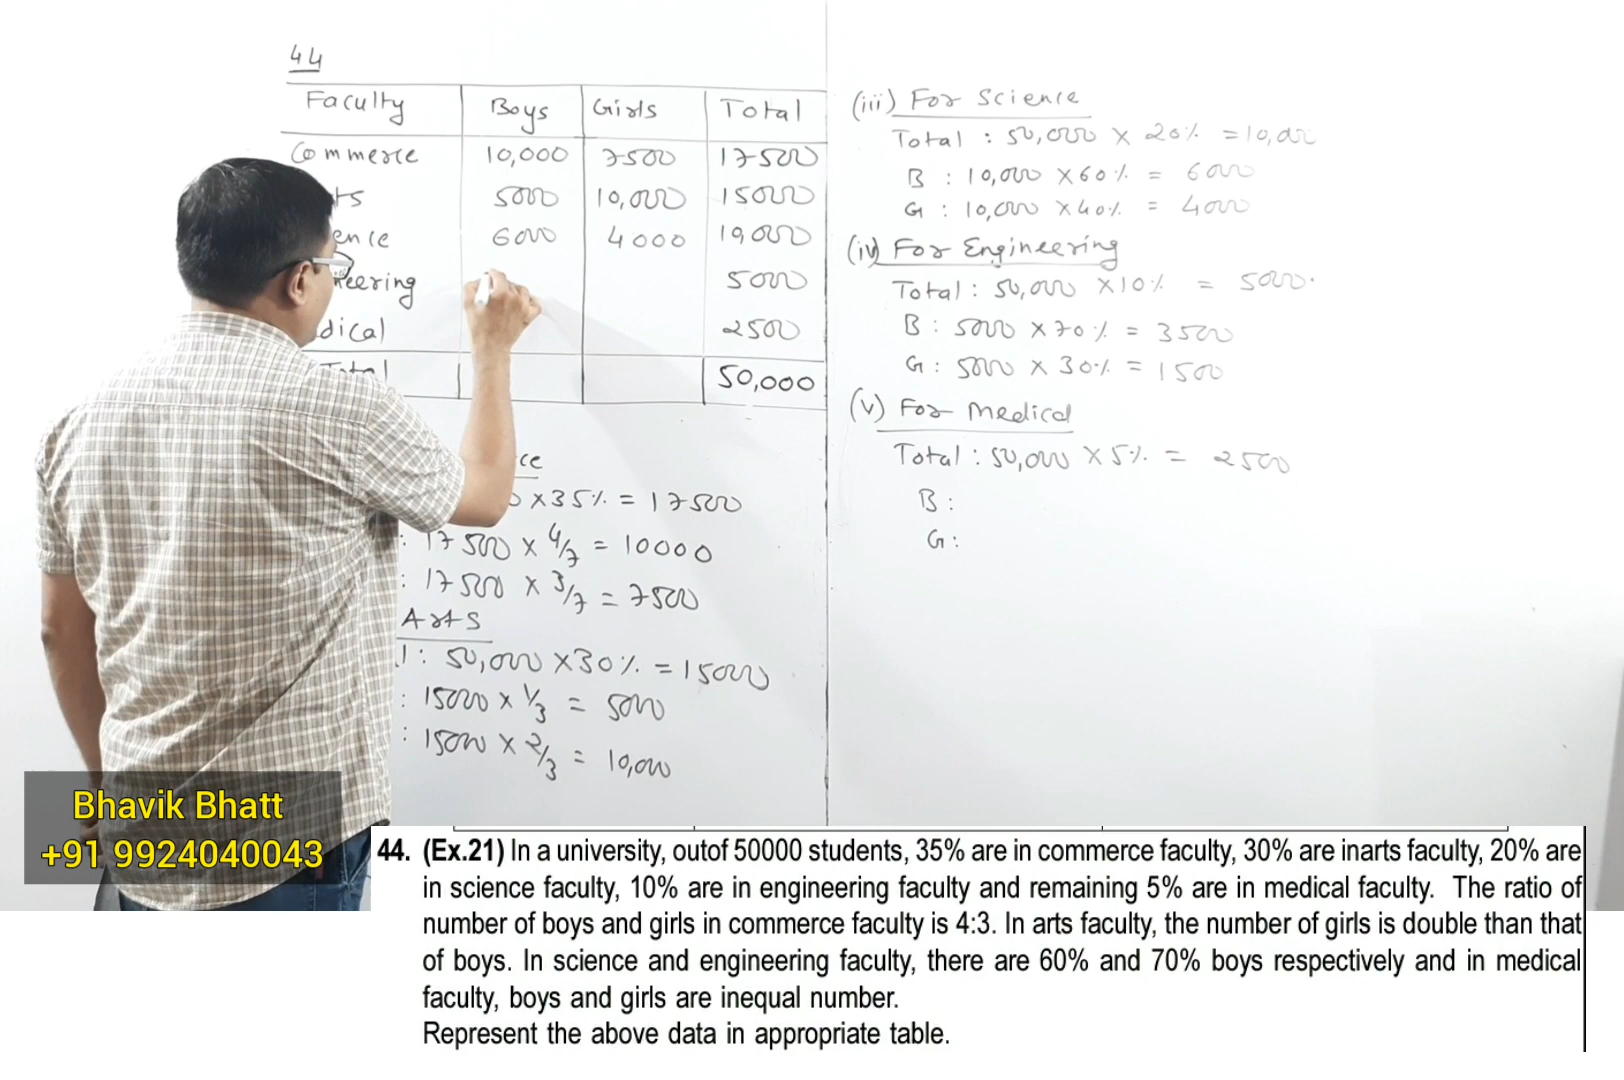 44
Faculty Boys Girls Total
Commerce 10,000 7500 17500
ts 5000 10,000 15000
ence 6000 4000 10,000
neering 5000
dical 2500
Total 50,000
ce
0 x 35% = 17500
: 17500 x 4/7 = 10000
: 17500 x 3/7 = 7500
Arts
l : 50,000 x 30% = 15000
: 15000 x 1/3 = 5000
: 15000 x 2/3 = 10,000
(iii) For Science
Total : 50,000 x 20% = 10,000
B : 10,000 x 60% = 6000
G : 10,000 x 40% = 4000
(iv) For Engineering
Total : 50,000 x 10% = 5000.
B : 5000 x 70% = 3500
G : 5000 x 30% = 1500
(v) For Medical
Total : 50,000 x 5% = 2500
B :
G :
Bhavik Bhatt
+91 9924040043
44. (Ex.21) In a university, outof 50000 students, 35% are in commerce faculty, 30% are inarts faculty, 20% are
in science faculty, 10% are in engineering faculty and remaining 5% are in medical faculty. The ratio of
number of boys and girls in commerce faculty is 4:3. In arts faculty, the number of girls is double than that
of boys. In science and engineering faculty, there are 60% and 70% boys respectively and in medical
faculty, boys and girls are inequal number.
Represent the above data in appropriate table.